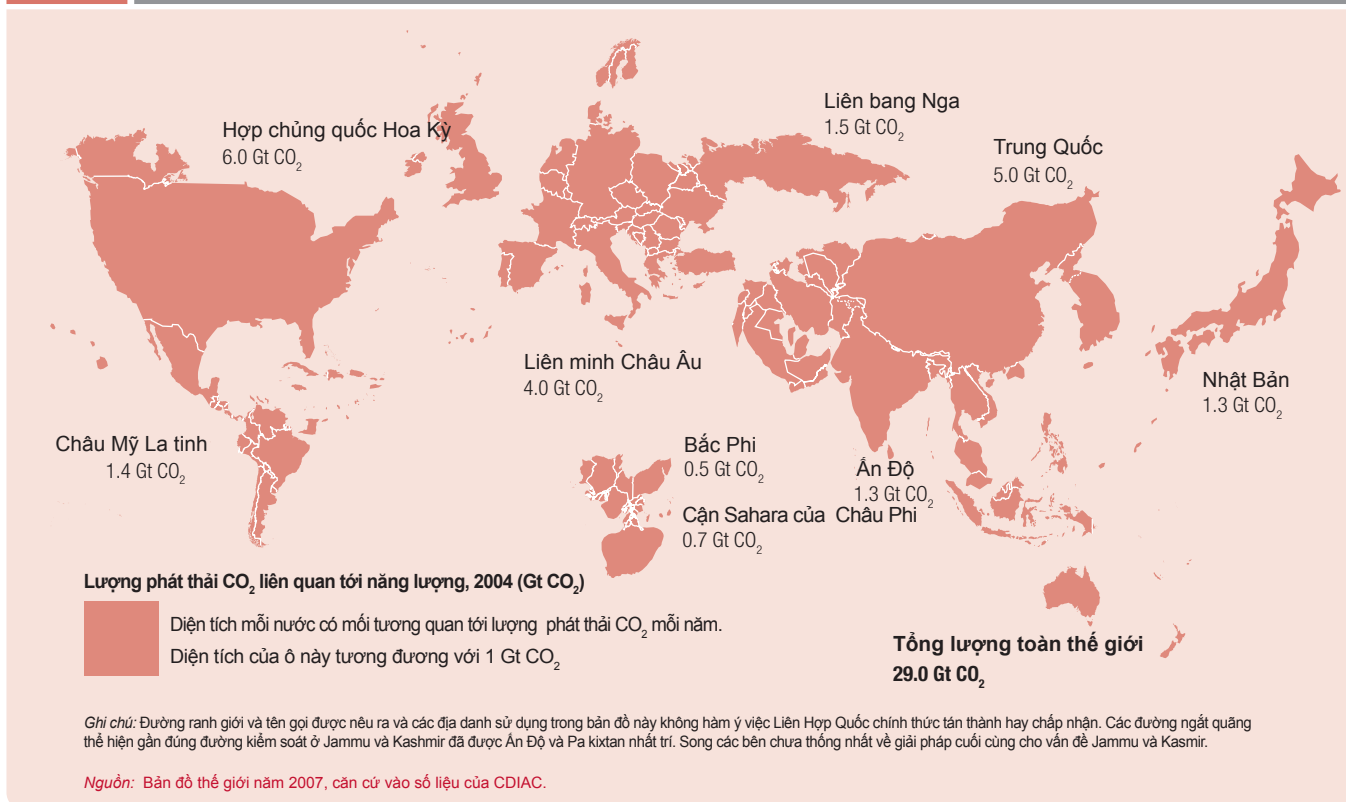 Liên bang Nga
1.5 Gt CO₂
Hợp chủng quốc Hoa Kỳ
6.0 Gt CO₂
Trung Quốc
5.0 Gt CO₂
Liên minh Châu Âu
4.0 Gt CO₂
Nhật Bản
1.3 Gt CO₂
Châu Mỹ La tinh
1.4 Gt CO₂
Bắc Phi
0.5 Gt CO₂
Ấn Độ
1.3 Gt CO₂
Cận Sahara của Châu Phi
0.7 Gt CO₂
Lượng phát thải CO₂ liên quan tới năng lượng, 2004 (Gt CO₂)
Diện tích mỗi nước có mối tương quan tới lượng phát thải CO₂ mỗi năm.
Diện tích của ô này tương đương với 1 Gt CO₂
Tổng lượng toàn thế giới
29.0 Gt CO₂
Ghi chú: Đường ranh giới và tên gọi được nêu ra và các địa danh sử dụng trong bản đồ này không hàm ý việc Liên Hợp Quốc chính thức tán thành hay chấp nhận. Các đường ngắt quãng
thể hiện gần đúng đường kiểm soát ở Jammu và Kashmir đã được Ấn Độ và Pa kixtan nhất trí. Song các bên chưa thống nhất về giải pháp cuối cùng cho vấn đề Jammu và Kasmir.
Nguồn: Bản đồ thế giới năm 2007, căn cứ vào số liệu của CDIAC.